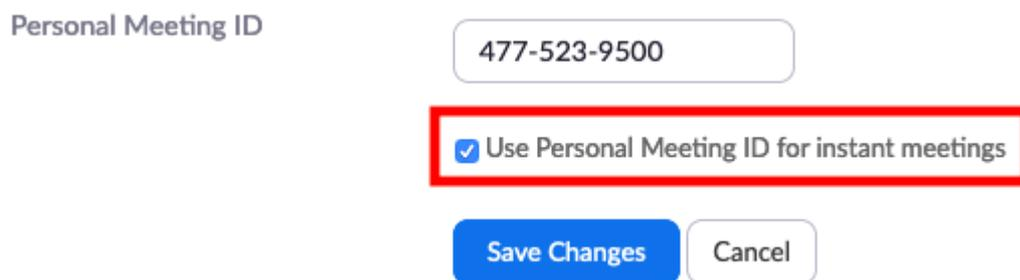 Personal Meeting ID
477-523-9500
Use Personal Meeting ID for instant meetings
Save Changes
Cancel